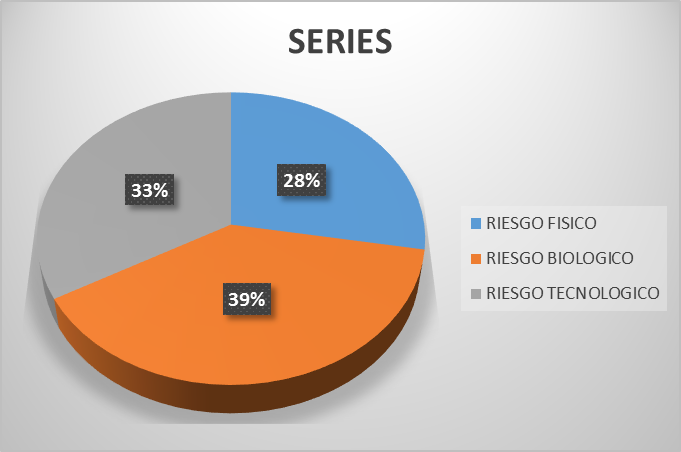 SERIES
28%
33%
39%
RIESGO FISICO
RIESGO BIOLOGICO
RIESGO TECNOLOGICO